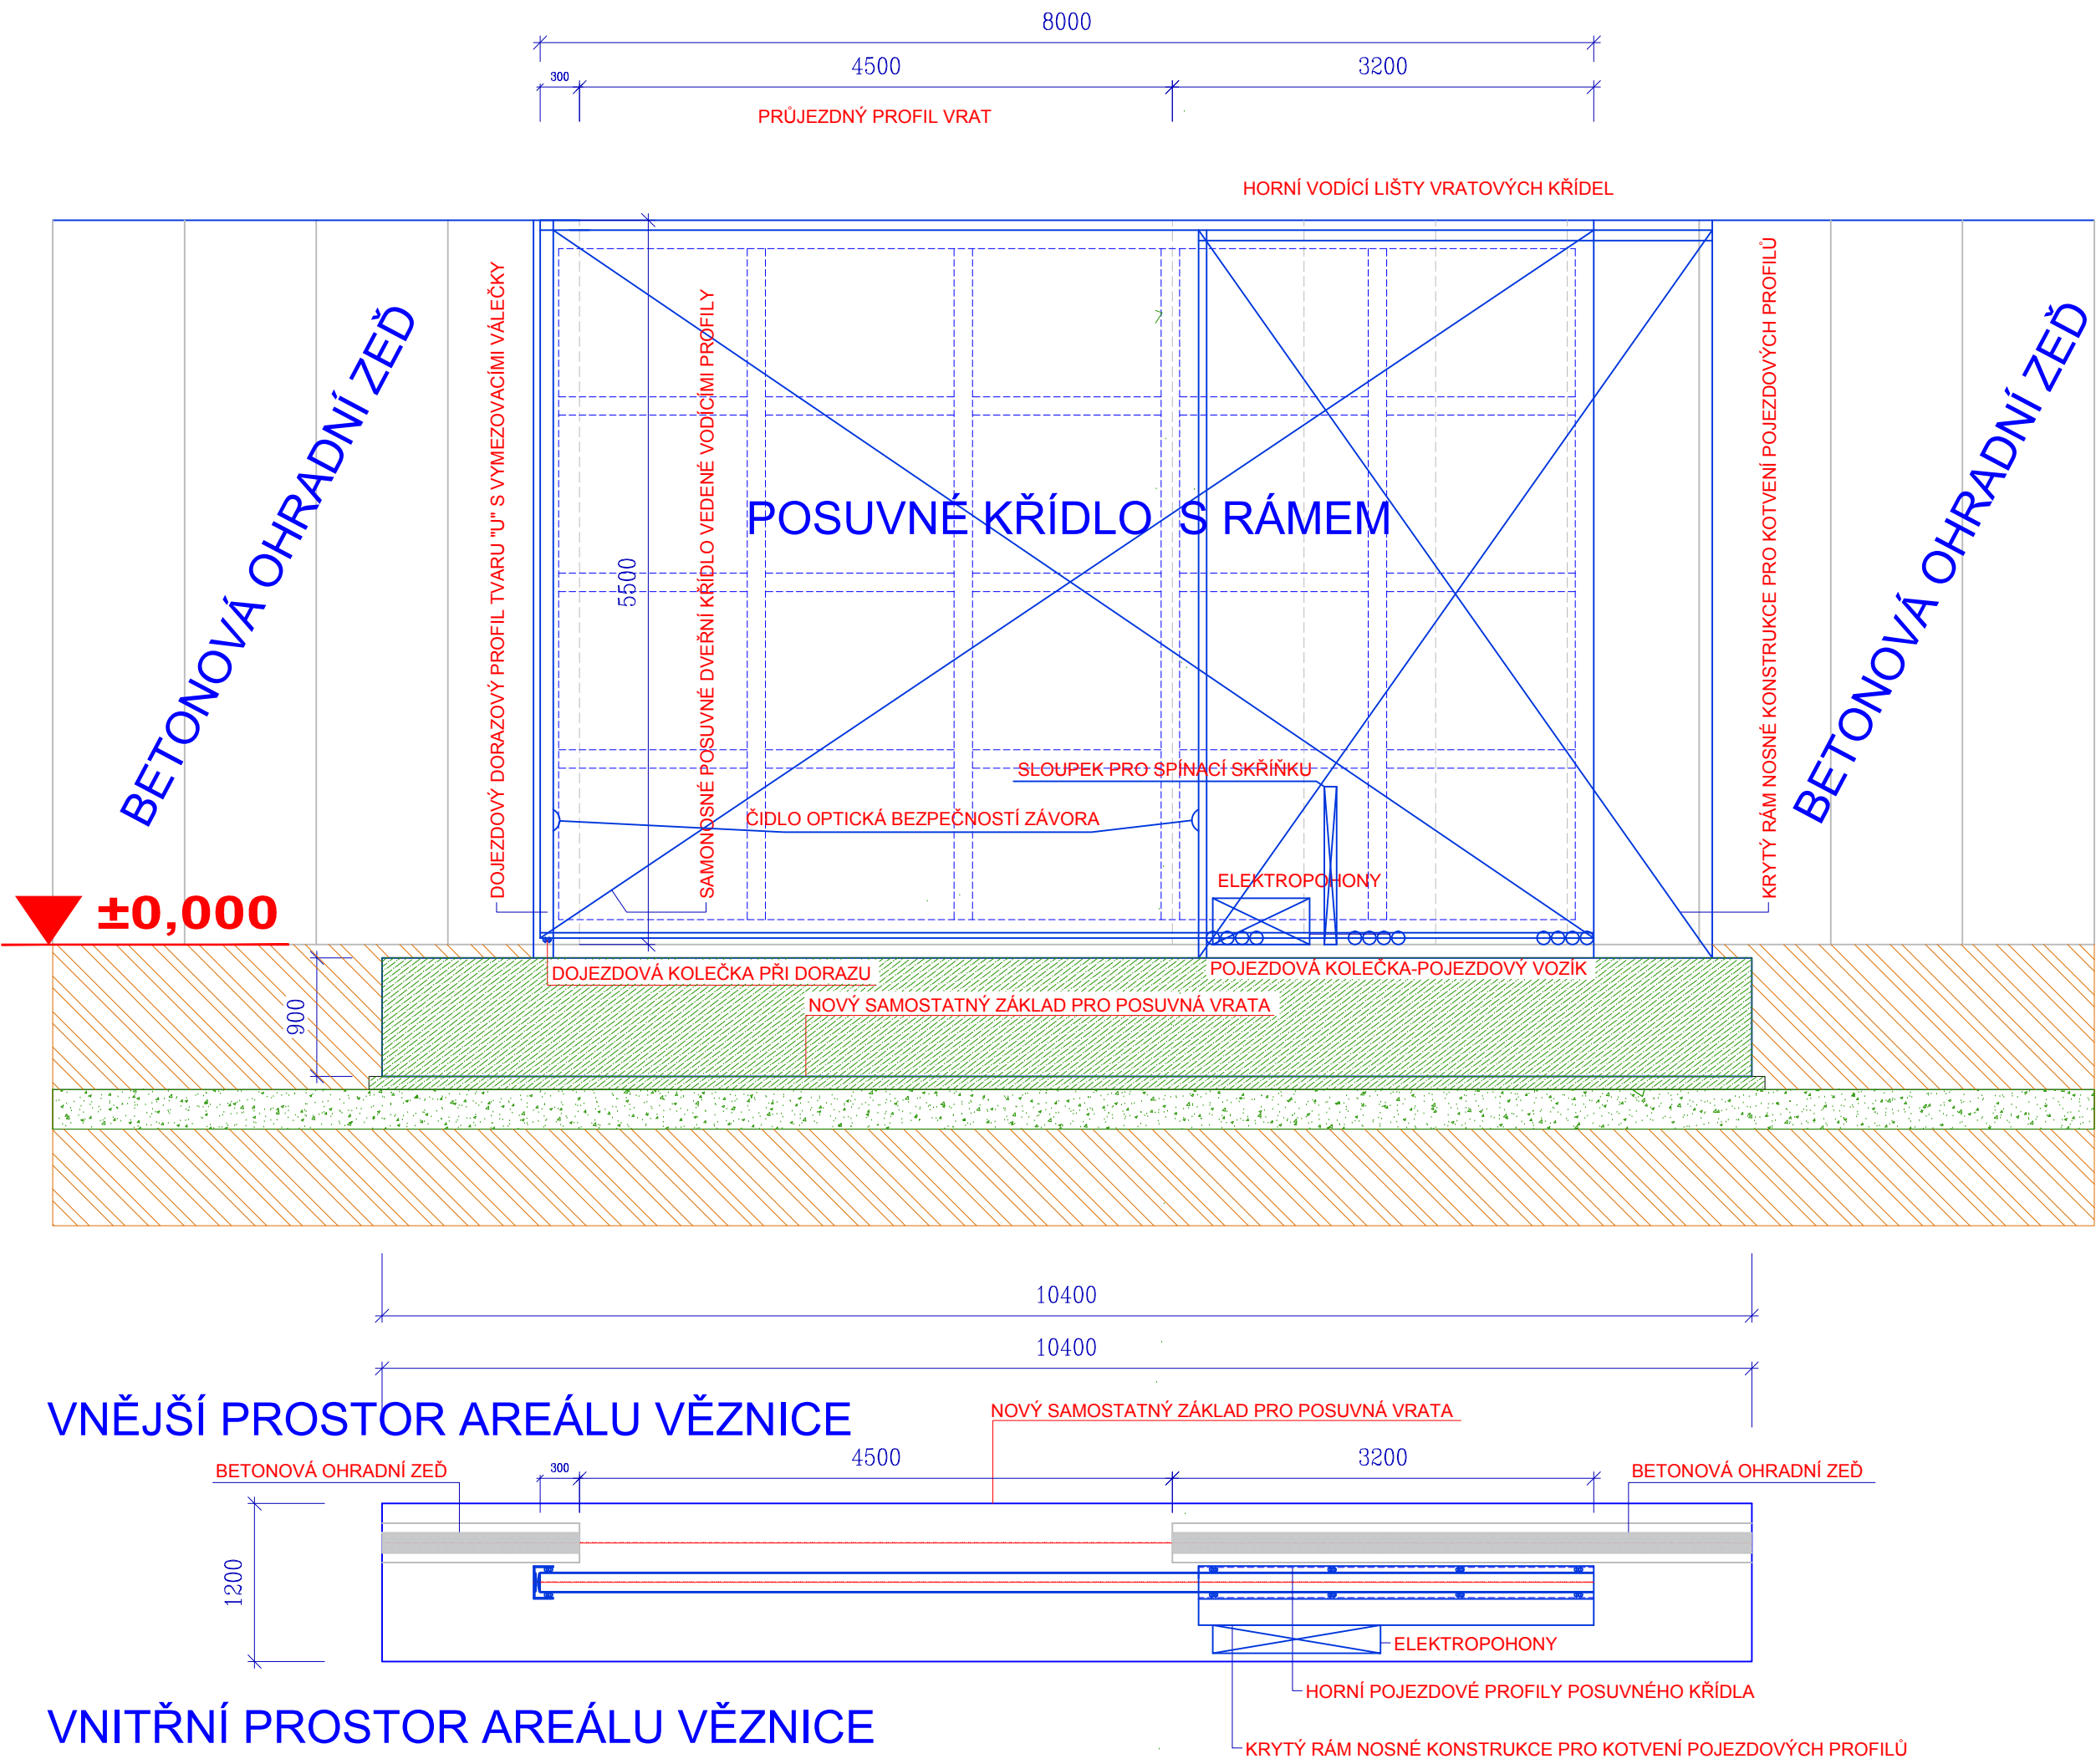 8000
300
4500
3200
PRŮJEZDNÝ PROFIL VRAT
HORNÍ VODÍCÍ LIŠTY VRATOVÝCH KŘÍDEL
BETONOVÁ OHRADNÍ ZEĎ
DOJEZDOVÝ DORAZOVÝ PROFIL TVARU "U" S VYMEZOVACÍMI VÁLEČKY
5500
SAMONOSNÉ POSUVNÉ DVEŘNÍ KŘÍDLO VEDENÉ VODÍCÍMI PROFILY
POSUVNÉ KŘÍDLO S RÁMEM
KRYTÝ RÁM NOSNÉ KONSTRUKCE PRO KOTVENÍ POJEZDOVÝCH PROFILŮ
BETONOVÁ OHRADNÍ ZEĎ
SLOUPEK PRO SPÍNACÍ SKŘÍŇKU
ČIDLO OPTICKÁ BEZPEČNOSTÍ ZÁVORA
ELEKTROPOHONY
±0,000
DOJEZDOVÁ KOLEČKA PŘI DORAZU
POJEZDOVÁ KOLEČKA-POJEZDOVÝ VOZÍK
NOVÝ SAMOSTATNÝ ZÁKLAD PRO POSUVNÁ VRATA
900
10400
10400
VNĚJŠÍ PROSTOR AREÁLU VĚZNICE
NOVÝ SAMOSTATNÝ ZÁKLAD PRO POSUVNÁ VRATA
BETONOVÁ OHRADNÍ ZEĎ
300
4500
3200
BETONOVÁ OHRADNÍ ZEĎ
1200
ELEKTROPOHONY
HORNÍ POJEZDOVÉ PROFILY POSUVNÉHO KŘÍDLA
VNITŘNÍ PROSTOR AREÁLU VĚZNICE
KRYTÝ RÁM NOSNÉ KONSTRUKCE PRO KOTVENÍ POJEZDOVÝCH PROFILŮ